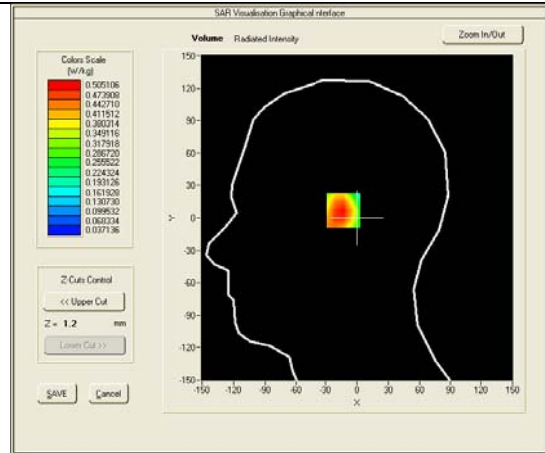 SAR Visualisation Graphical nterface
Volume Radiated Intensity
Zoom In/Out
Colors Scale
(W/kg)
0.505106
0.473908
0.442710
0.411512
0.380314
0.349116
0.317918
0.286720
0.255522
0.224324
0.193126
0.161928
0.130730
0.099532
0.068334
0.037136
Z-Cuts Control
<< Upper Cut
Z = 1.2 mm
Lower Cut >>
SAVE Cancel
150
120
90
60
30
0
-30
-60
-90
-120
-150
Y
-150 -120 -90 -60 -30 0 30 60 90 120 150
X